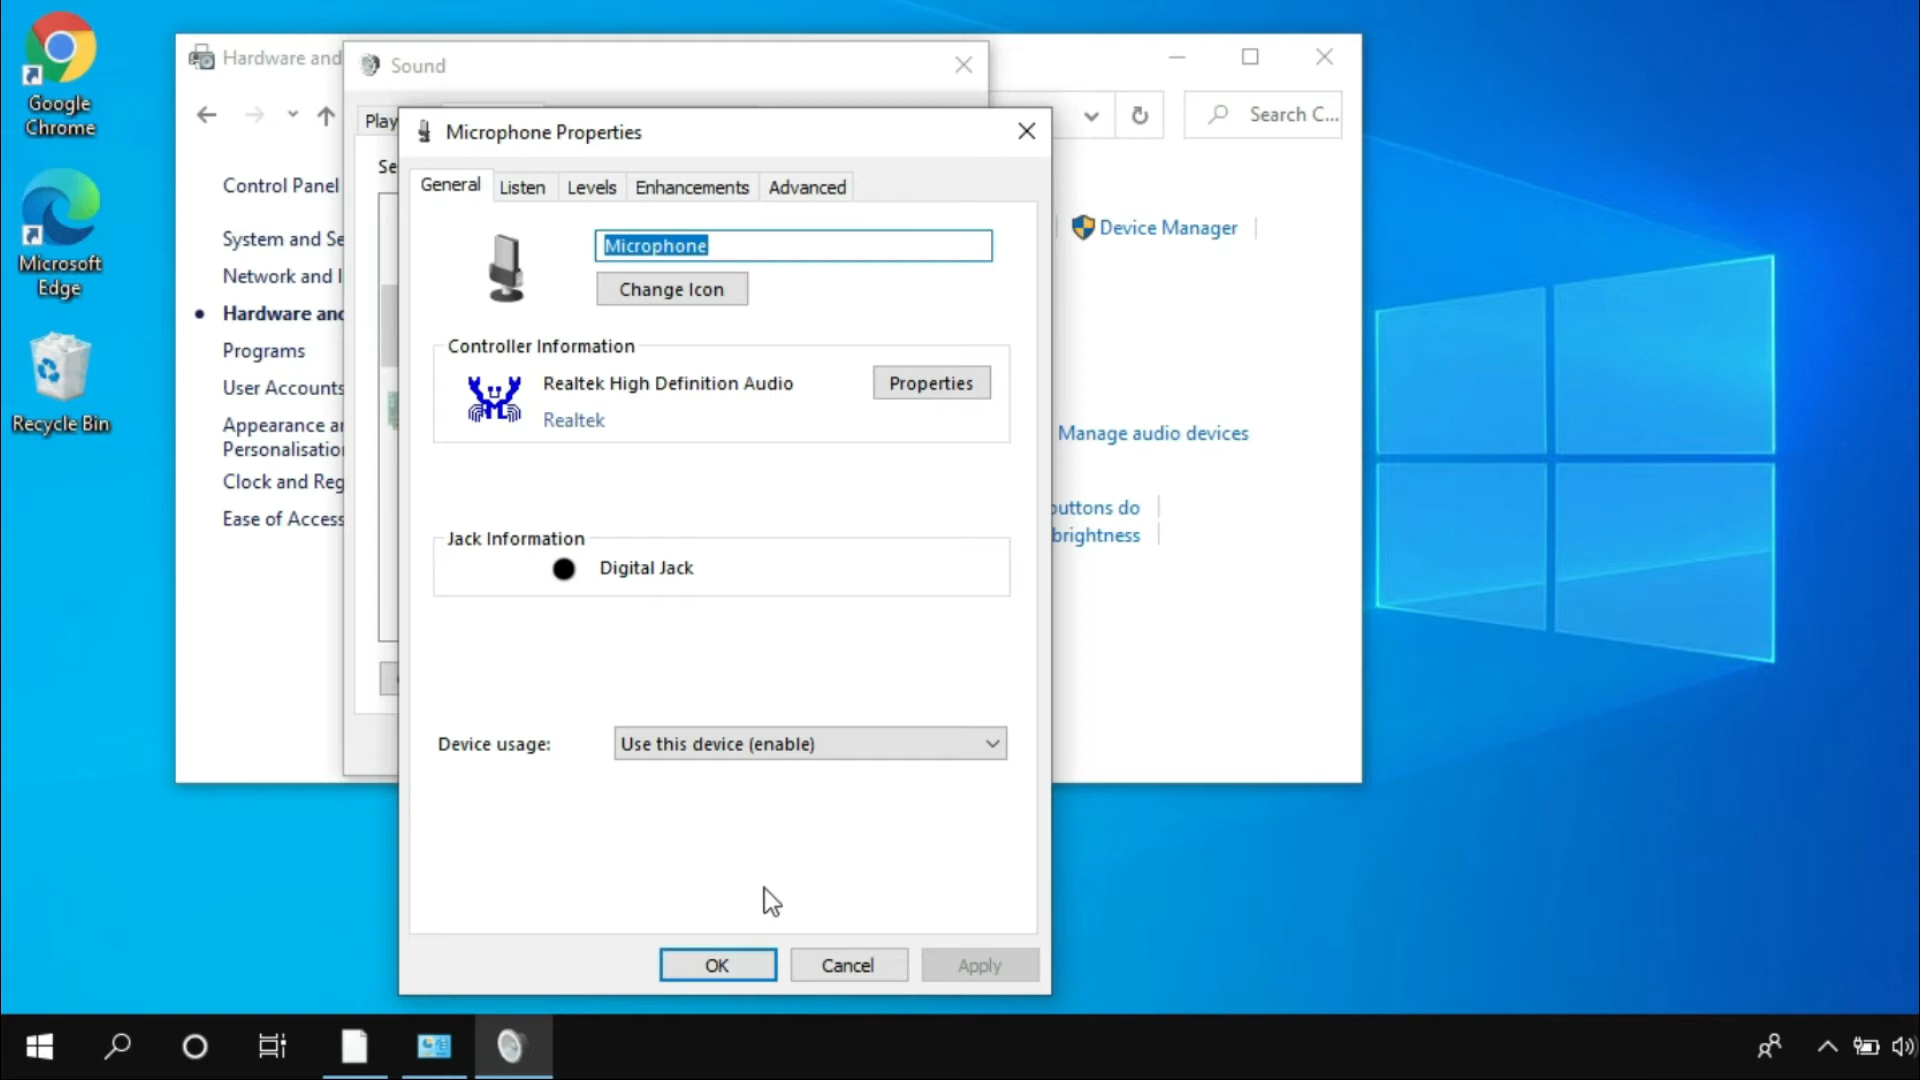 Google
Chrome
Microsoft
Edge
Recycle Bin
Hardware and
Search C...
Control Panel
System and Se
Network and I
Hardware and
Programs
User Accounts
Appearance ar
Personalisation
Clock and Reg
Ease of Access
Device Manager
Manage audio devices
buttons do
brightness
Sound
Play
Se
Microphone Properties
General Listen Levels Enhancements Advanced
Microphone
Change Icon
Controller Information
Realtek High Definition Audio
Properties
Realtek
Jack Information
Digital Jack
Device usage: Use this device (enable)
OK Cancel Apply